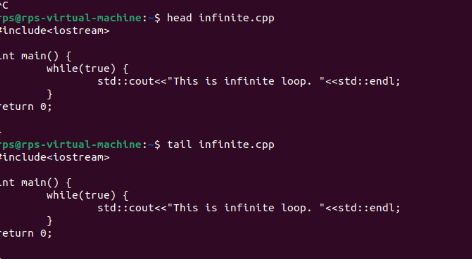 ^C
rps@rps-virtual-machine:~$ head infinite.cpp
#include<iostream>
int main() {
while(true) {
std::cout<<"This is infinite loop. "<<std::endl;
}
return 0;
}
rps@rps-virtual-machine:~$ tail infinite.cpp
#include<iostream>
int main() {
while(true) {
std::cout<<"This is infinite loop. "<<std::endl;
}
return 0;